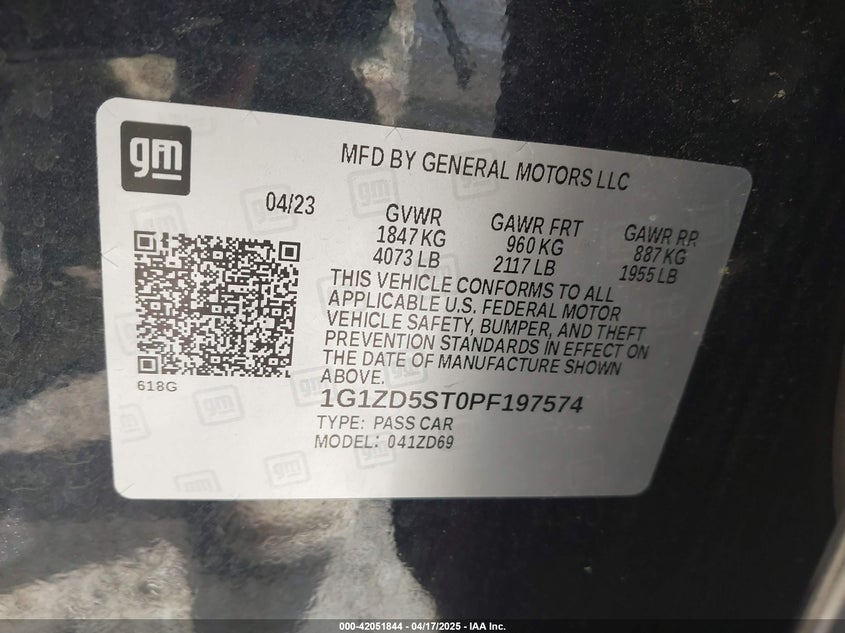 gm
MFD BY GENERAL MOTORS LLC
04/23
GVWR
1847 KG
4073 LB
GAWR FRT
960 KG
2117 LB
GAWR RR
887 KG
1955 LB
THIS VEHICLE CONFORMS TO ALL
APPLICABLE U.S. FEDERAL MOTOR
VEHICLE SAFETY, BUMPER, AND THEFT
PREVENTION STANDARDS IN EFFECT ON
THE DATE OF MANUFACTURE SHOWN
ABOVE.
618G
1G1ZD5ST0PF197574
TYPE: PASS CAR
MODEL: 041ZD69
000-42051844 - 04/17/2025 - IAA Inc.